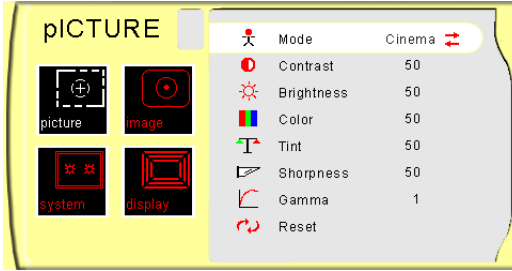 pICTURE
picture
image
system
display
Mode Cinema
Contrast 50
Brightness 50
Color 50
Tint 50
Shorpness 50
Gamma 1
Reset